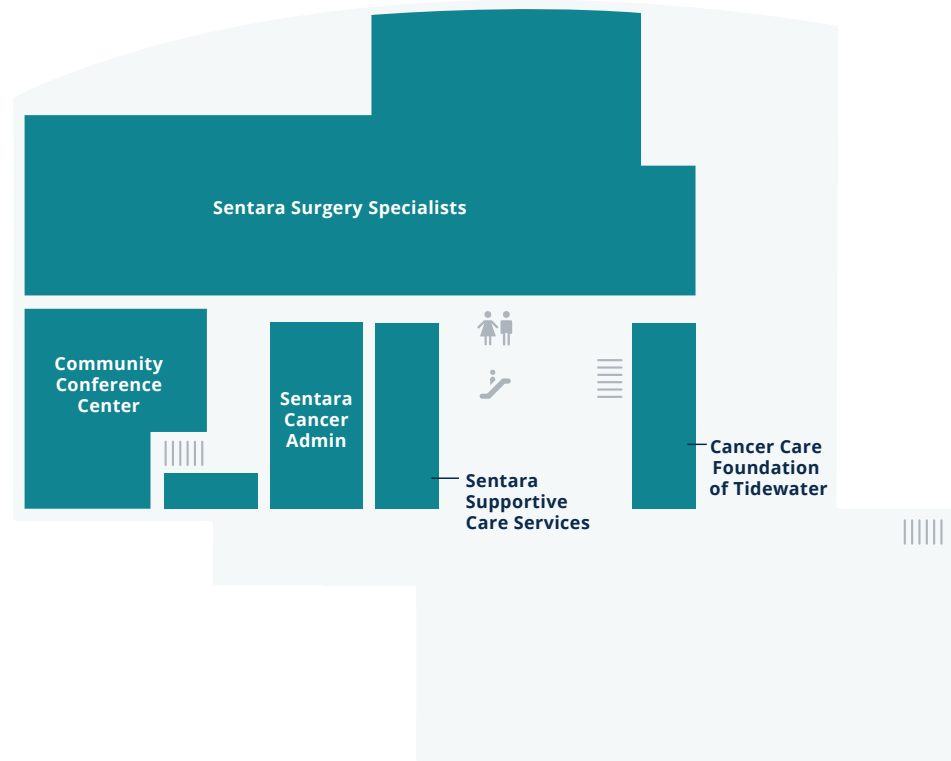 Sentara Surgery Specialists
Community
Conference
Center
Sentara
Cancer
Admin
Sentara
Supportive
Care Services
Cancer Care
Foundation
of Tidewater